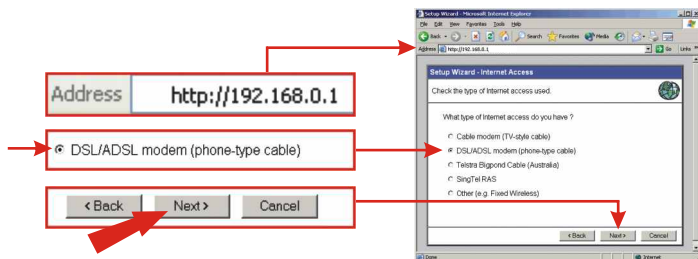 Address http://192.168.0.1
DSL/ADSL modem (phone-type cable)
< Back Next > Cancel
Setup Wizard - Microsoft Internet Explorer
File Edit View Favorites Tools Help
Back Search Favorites Media
Address http://192.168.0.1 Go Links »
Setup Wizard - Internet Access
Check the type of Internet access used.
What type of Internet access do you have ?
Cable modem (TV-style cable)
DSL/ADSL modem (phone-type cable)
Telstra Bigpond Cable (Australia)
SingTel RAS
Other (e.g. Fixed Wireless)
< Back Next > Cancel
Done Internet